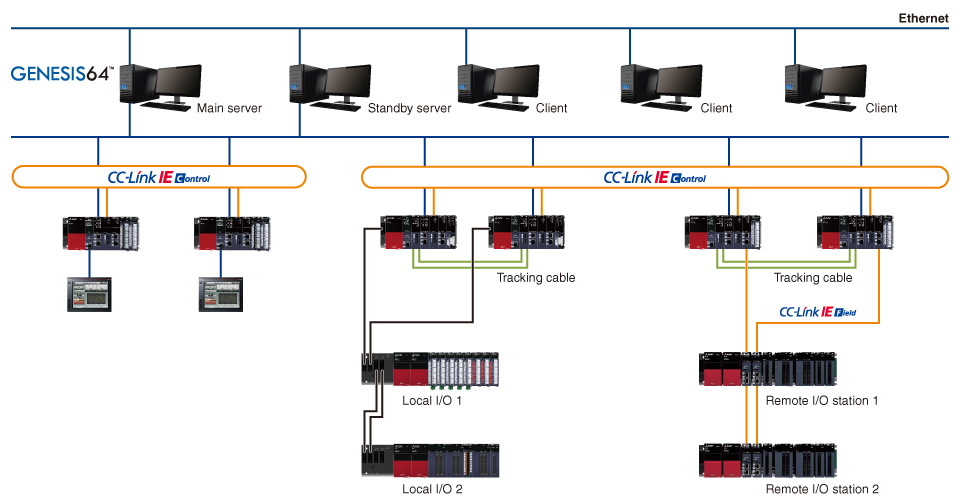 Ethernet
GENESIS64™
Main server
Standby server
Client
Client
Client
CC-Link IE Control
CC-Link IE Control
Tracking cable
Tracking cable
CC-Link IE Field
Local I/O 1
Remote I/O station 1
Local I/O 2
Remote I/O station 2